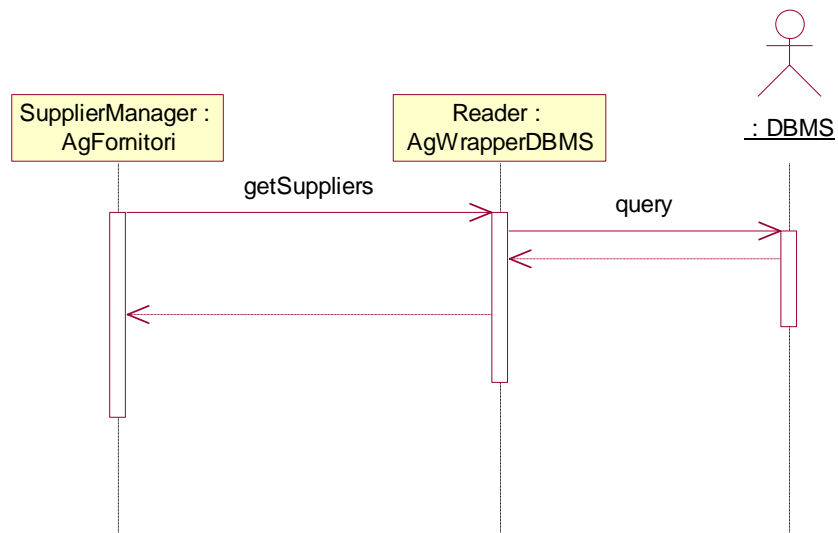 SupplierManager :
AgFornitori
Reader :
AgWrapperDBMS
: DBMS
getSuppliers
query